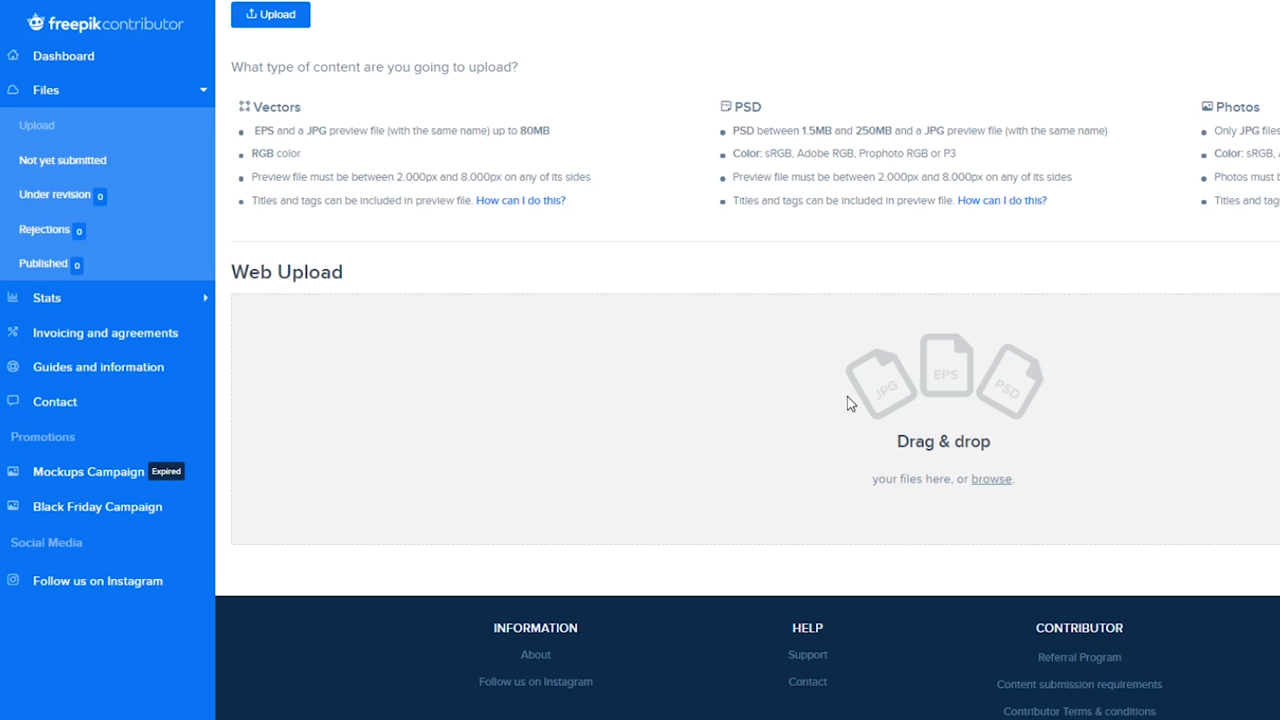 freepikcontributor
Dashboard
Files
Upload
Not yet submitted
Under revision 0
Rejections 0
Published 0
Stats
Invoicing and agreements
Guides and information
Contact
Promotions
Mockups Campaign Expired
Black Friday Campaign
Social Media
Follow us on Instagram
Upload
What type of content are you going to upload?
Vectors
EPS and a JPG preview file (with the same name) up to 80MB
RGB color
Preview file must be between 2.000px and 8.000px on any of its sides
Titles and tags can be included in preview file. How can I do this?
PSD
PSD between 1.5MB and 250MB and a JPG preview file (with the same name)
Color: sRGB, Adobe RGB, Prophoto RGB or P3
Preview file must be between 2.000px and 8.000px on any of its sides
Titles and tags can be included in preview file. How can I do this?
Photos
Only JPG files
Color: sRGB,
Photos must
Titles and
Web Upload
JPG
EPS
PSD
Drag & drop
your files here, or browse.
INFORMATION
About
Follow us on Instagram
HELP
Support
Contact
CONTRIBUTOR
Referral Program
Content submission requirements
Contributor Terms & conditions